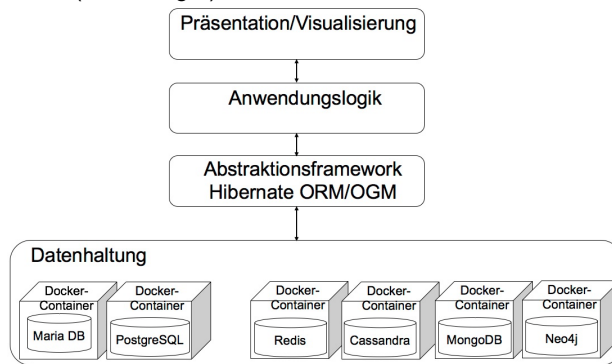 Präsentation/Visualisierung
Anwendungslogik
Abstraktionsframework
Hibernate ORM/OGM
Datenhaltung
Docker-
Container
Maria DB
Docker-
Container
PostgreSQL
Docker-
Container
Redis
Docker-
Container
Cassandra
Docker-
Container
MongoDB
Docker-
Container
Neo4j